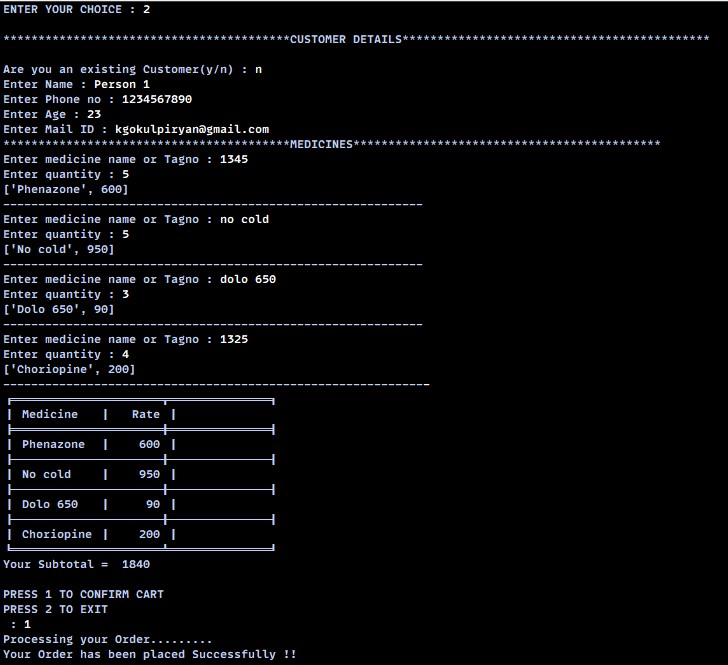 ENTER YOUR CHOICE : 2
*****************************************CUSTOMER DETAILS********************************************
Are you an existing Customer(y/n) : n
Enter Name : Person 1
Enter Phone no : 1234567890
Enter Age : 23
Enter Mail ID : kgokulpiryan@gmail.com
*****************************************MEDICINES********************************************
Enter medicine name or Tagno : 1345
Enter quantity : 5
['Phenazone', 600]
------------------------------------------------------------
Enter medicine name or Tagno : no cold
Enter quantity : 5
['No cold', 950]
------------------------------------------------------------
Enter medicine name or Tagno : dolo 650
Enter quantity : 3
['Dolo 650', 90]
------------------------------------------------------------
Enter medicine name or Tagno : 1325
Enter quantity : 4
['Choriopine', 200]
-------------------------------------------------------------
| Medicine | Rate |
| Phenazone | 600 |
| No cold | 950 |
| Dolo 650 | 90 |
| Choriopine | 200 |
Your Subtotal = 1840
PRESS 1 TO CONFIRM CART
PRESS 2 TO EXIT
: 1
Processing your Order.........
Your Order has been placed Successfully !!